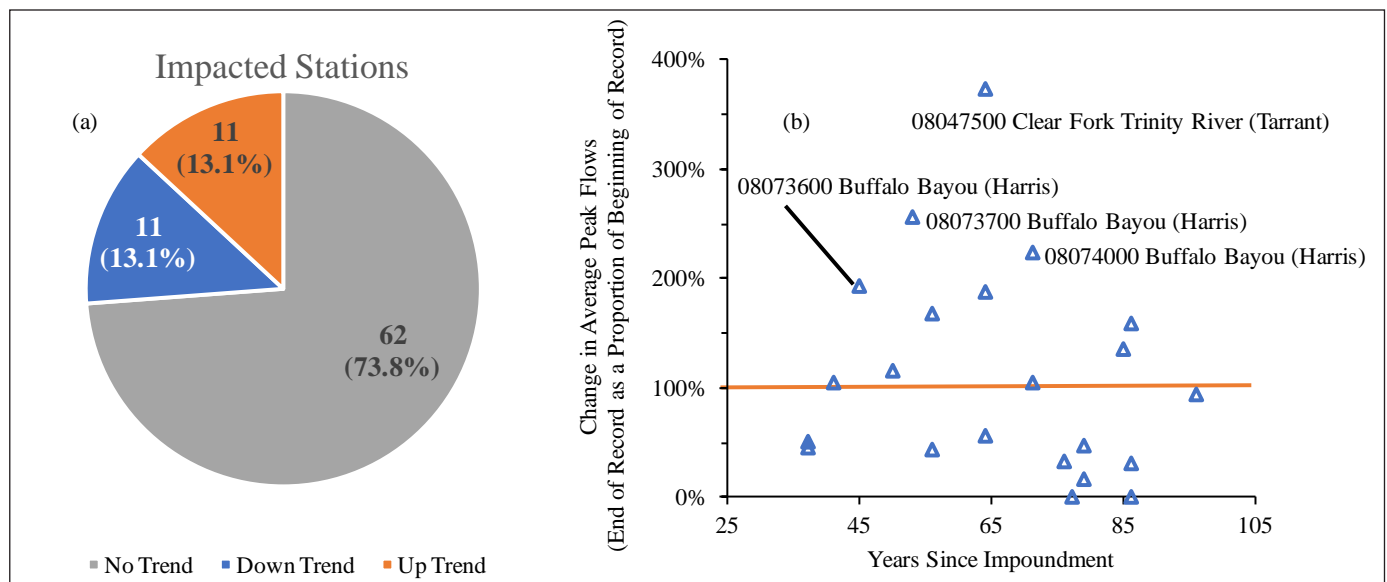 Impacted Stations
(a)
11
(13.1%)
11
(13.1%)
62
(73.8%)
No Trend
Down Trend
Up Trend
Change in Average Peak Flows
(End of Record as a Proportion of Beginning of Record)
400%
300%
200%
100%
0%
(b)
08047500 Clear Fork Trinity River (Tarrant)
08073600 Buffalo Bayou (Harris)
08073700 Buffalo Bayou (Harris)
08074000 Buffalo Bayou (Harris)
25
45
65
85
105
Years Since Impoundment